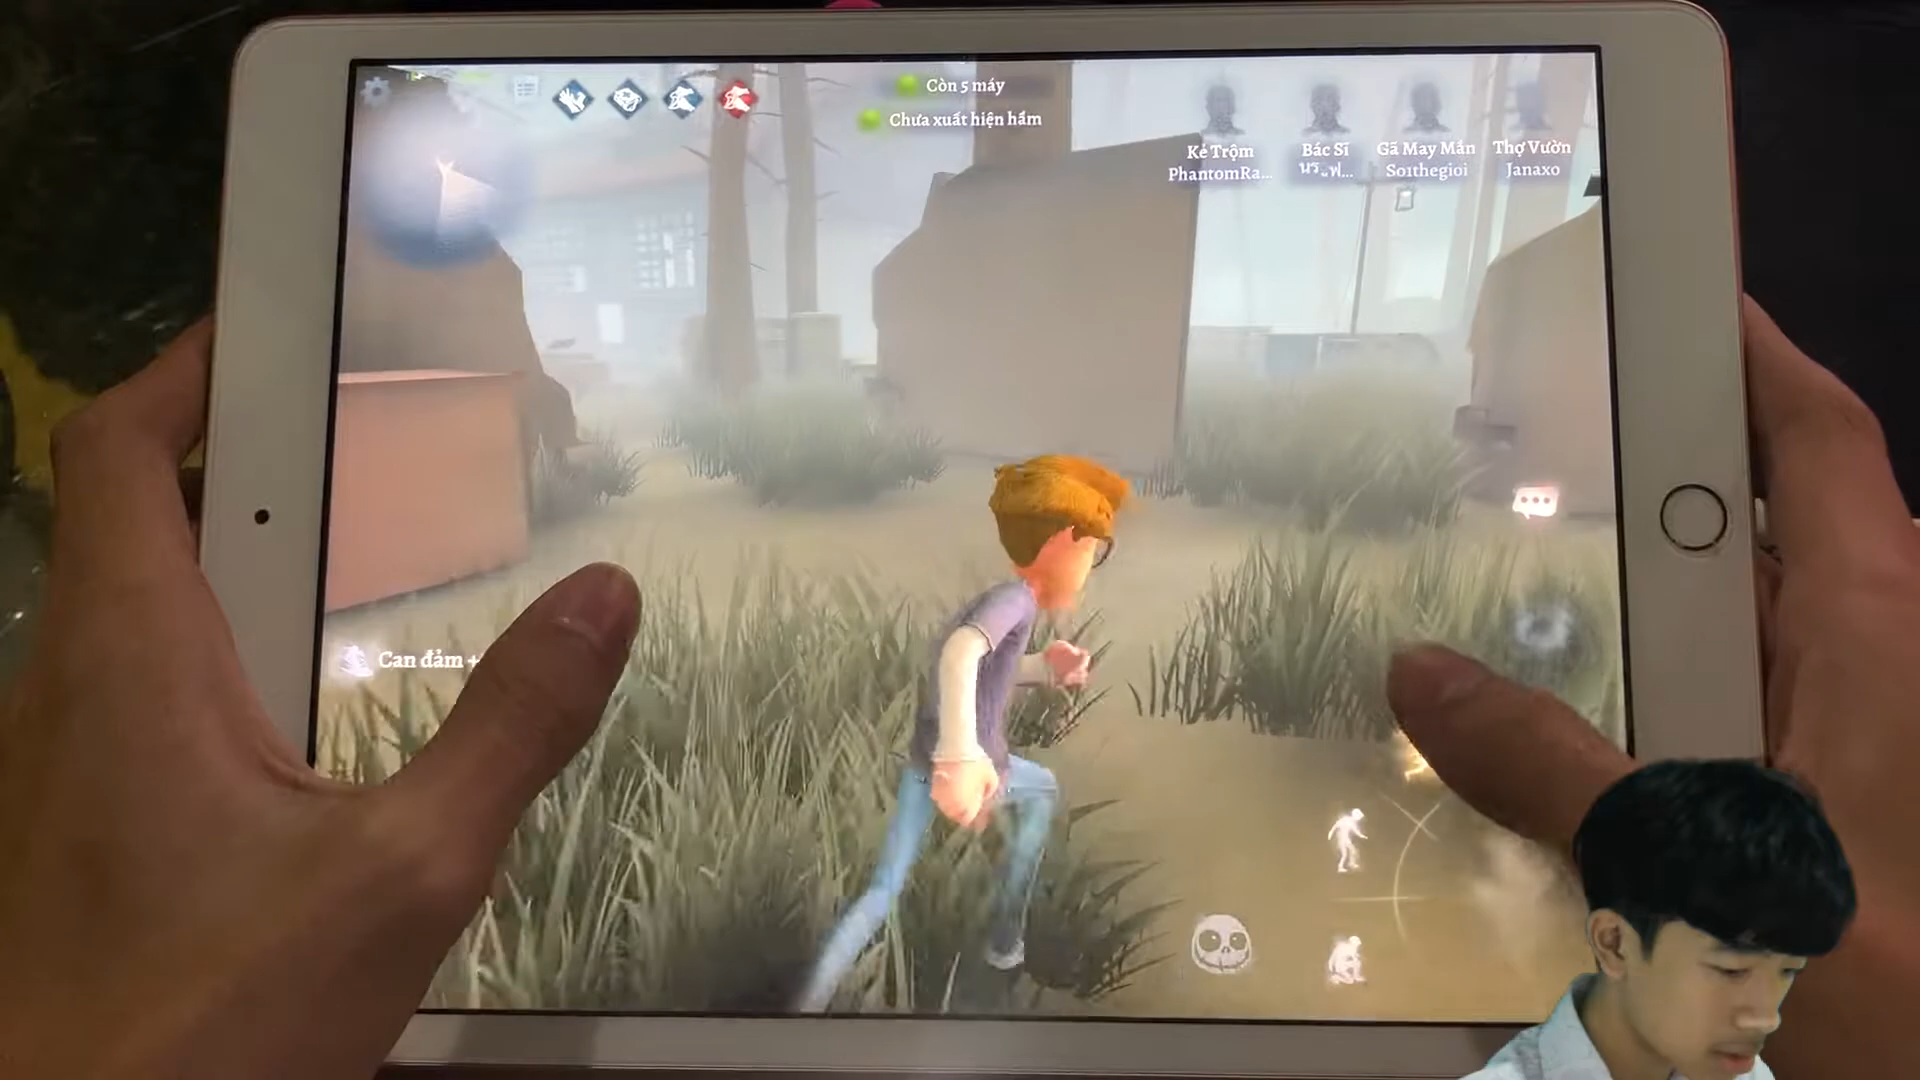 Còn 5 máy
Chưa xuất hiện hầm
Kẻ Trộm
PhantomRa...
Bác Sĩ
Gã May Mắn
So1thegioi
Thợ Vườn
Janaxo
Can đảm +